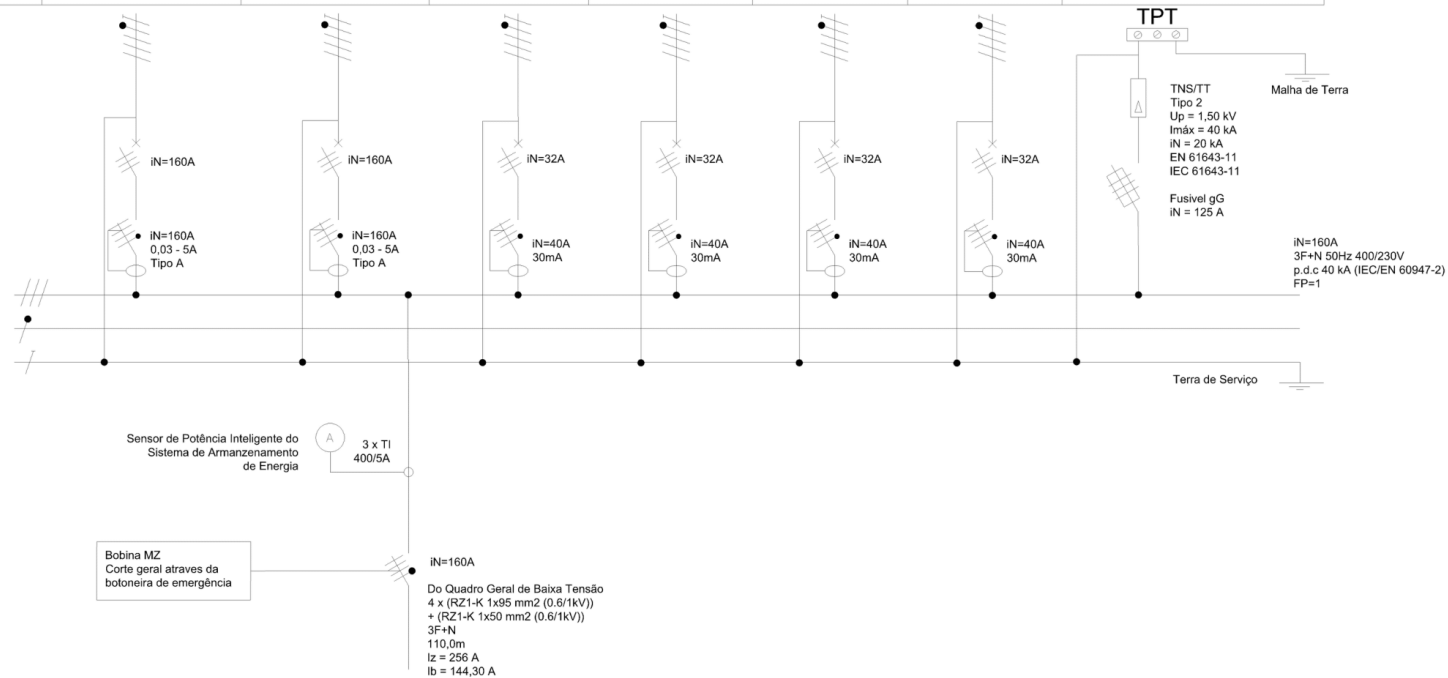 TPT
Malha de Terra
TNS/TT
Tipo 2
Up = 1,50 kV
Imáx = 40 kA
iN = 20 kA
EN 61643-11
IEC 61643-11
Fusivel gG
iN = 125 A
iN=160A
iN=160A
iN=32A
iN=32A
iN=32A
iN=32A
iN=160A
0,03 - 5A
Tipo A
iN=160A
0,03 - 5A
Tipo A
iN=40A
30mA
iN=40A
30mA
iN=40A
30mA
iN=40A
30mA
iN=160A
3F+N 50Hz 400/230V
p.d.c 40 kA (IEC/EN 60947-2)
FP=1
Terra de Serviço
Sensor de Potência Inteligente do
Sistema de Armanzenamento
de Energia
A
3 x TI
400/5A
Bobina MZ
Corte geral atraves da
botoneira de emergência
iN=160A
Do Quadro Geral de Baixa Tensão
4 x (RZ1-K 1x95 mm2 (0.6/1kV))
+ (RZ1-K 1x50 mm2 (0.6/1kV))
3F+N
110,0m
Iz = 256 A
Ib = 144,30 A